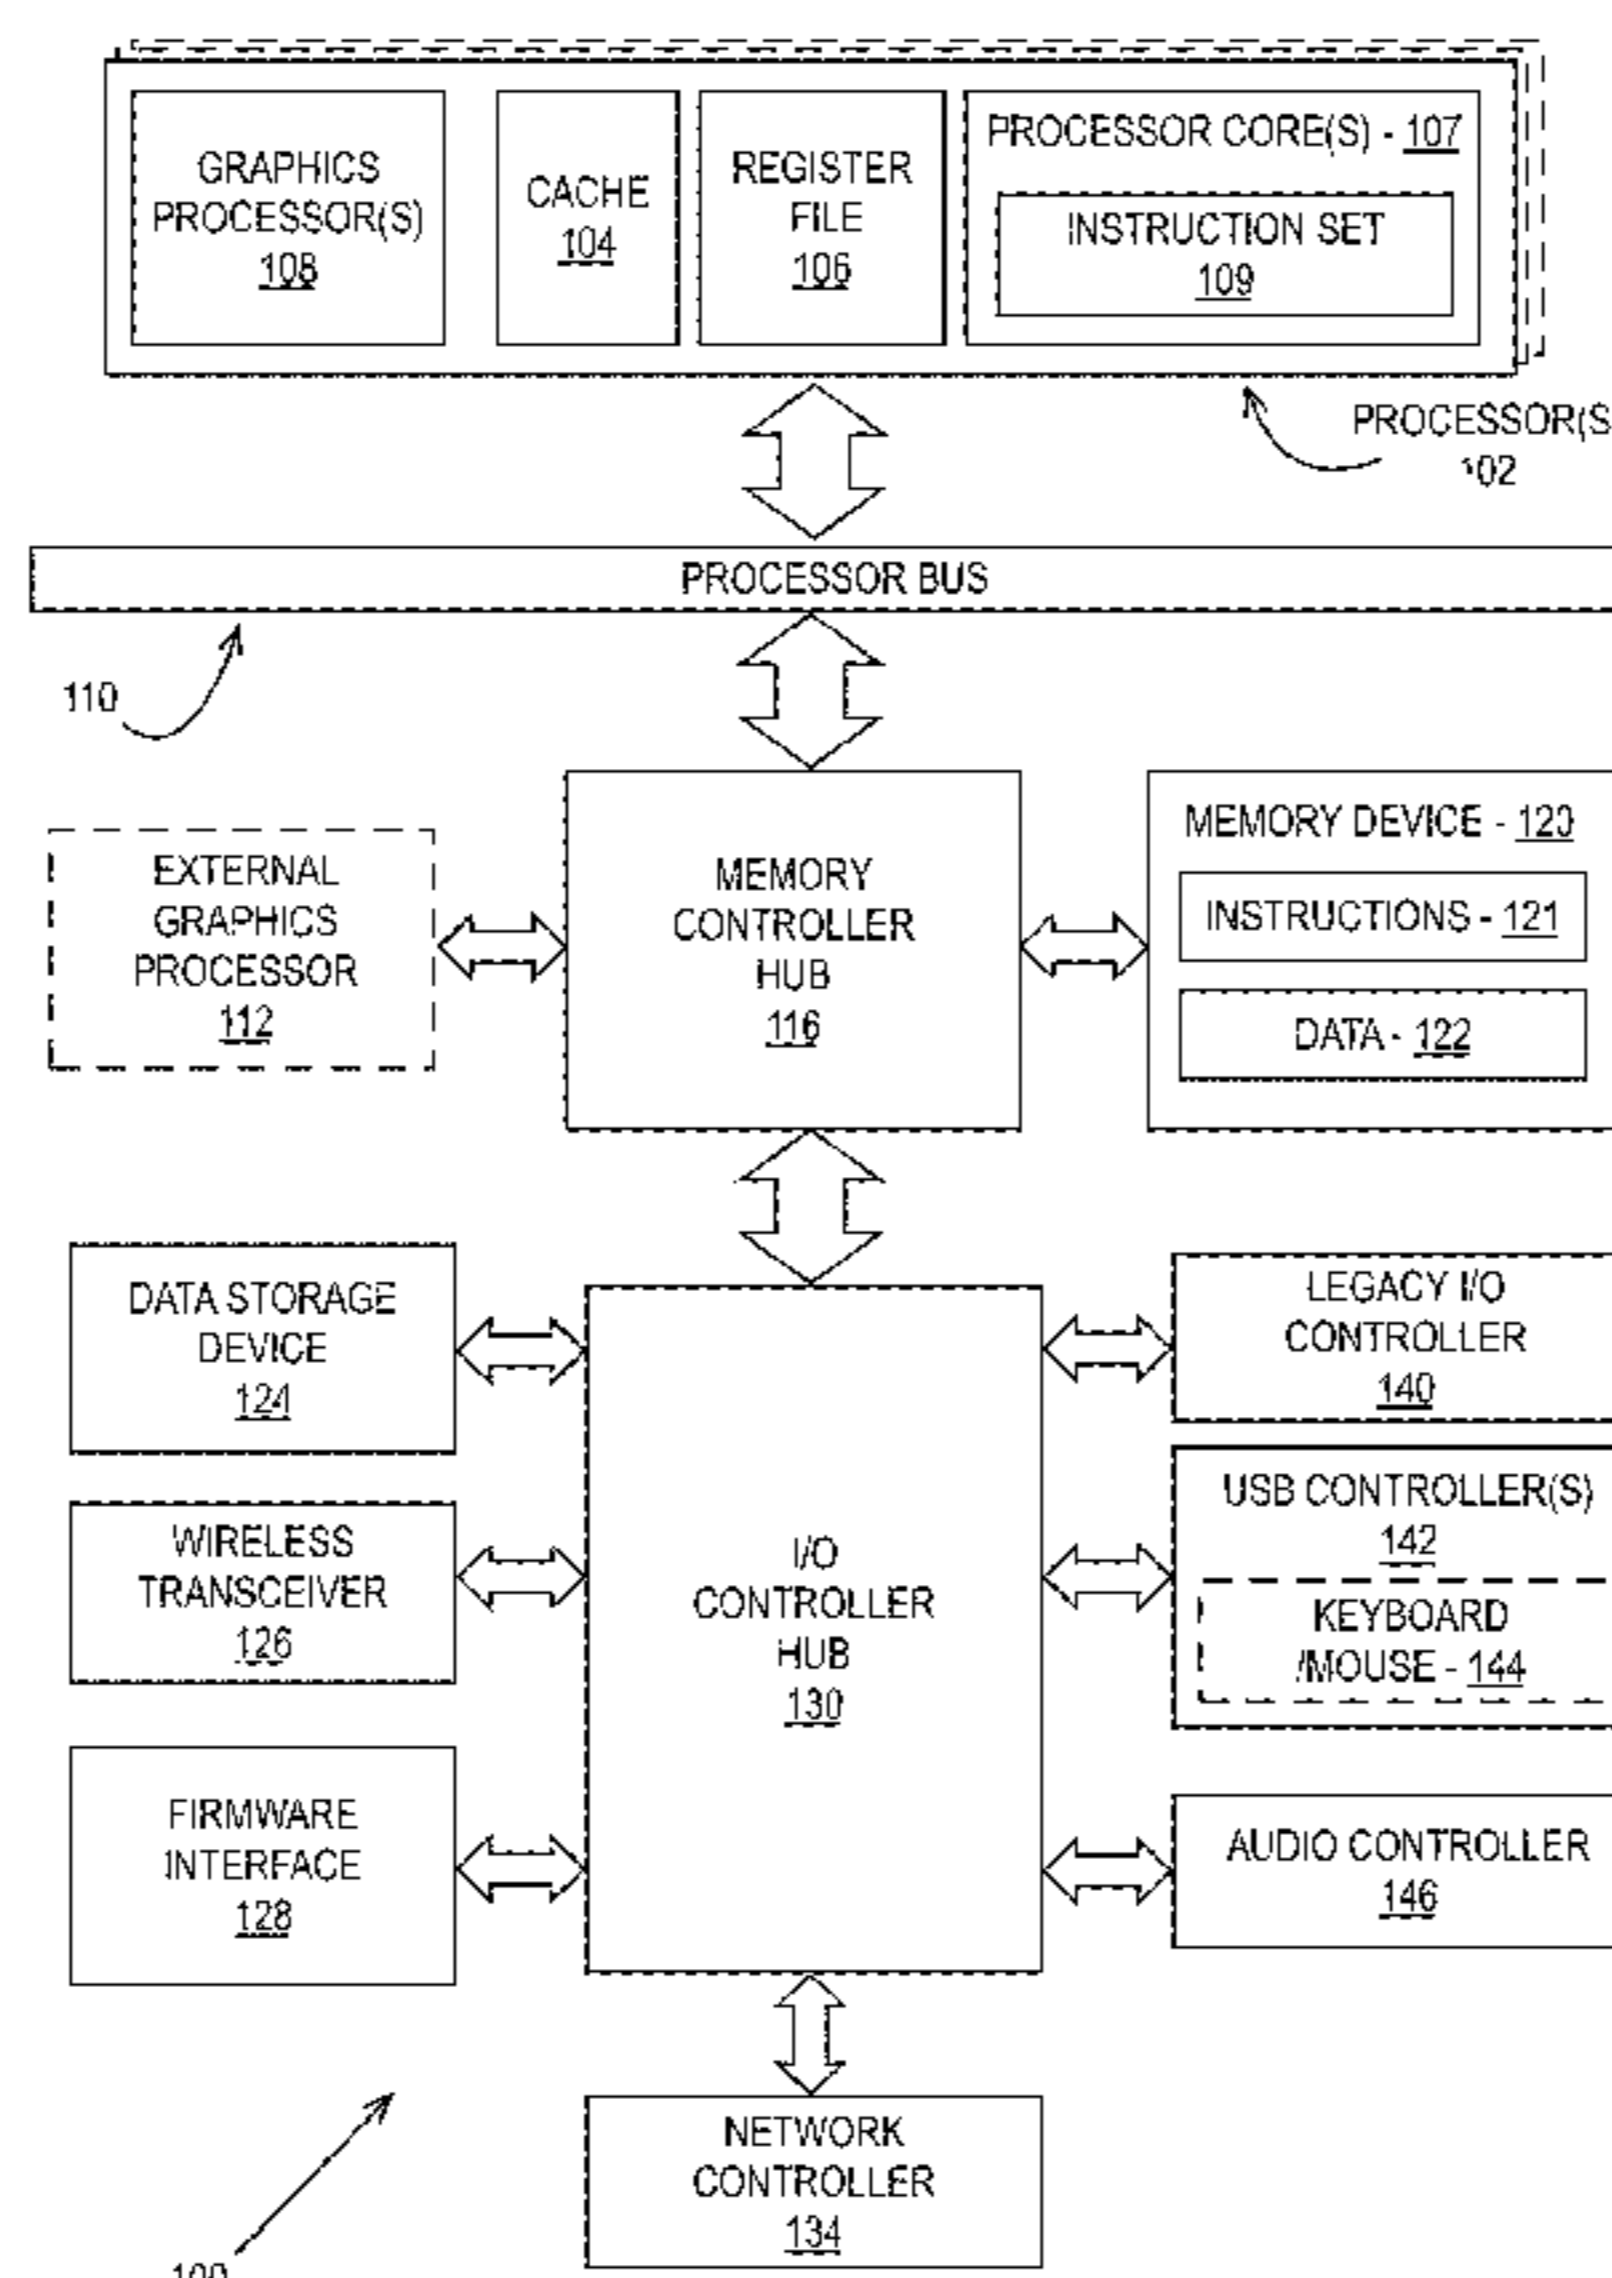 GRAPHICS
PROCESSOR(S)
108
CACHE
104
REGISTER
FILE
106
PROCESSOR CORE(S) - 107
INSTRUCTION SET
109
PROCESSOR(S
102
PROCESSOR BUS
110
EXTERNAL
GRAPHICS
PROCESSOR
112
MEMORY
CONTROLLER
HUB
116
MEMORY DEVICE - 120
INSTRUCTIONS - 121
DATA - 122
DATA STORAGE
DEVICE
124
WIRELESS
TRANSCEIVER
126
FIRMWARE
INTERFACE
128
I/O
CONTROLLER
HUB
130
LEGACY I/O
CONTROLLER
140
USB CONTROLLER(S)
142
KEYBOARD
/MOUSE - 144
AUDIO CONTROLLER
146
NETWORK
CONTROLLER
134